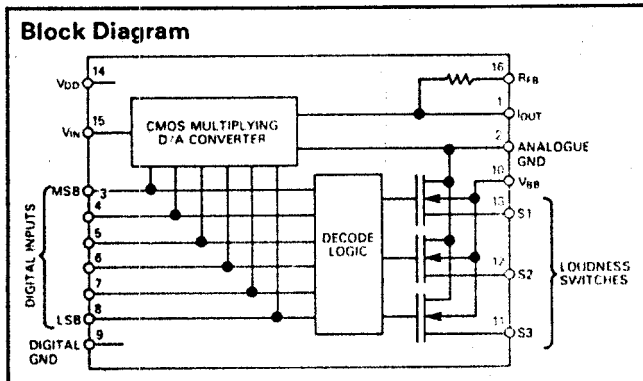 Block Diagram
14
VDD
16
RFB
1
IOUT
15
VIN
CMOS MULTIPLYING
D/A CONVERTER
2
ANALOGUE
GND
10
VBB
MSB
3
13
S1
4
5
DECODE
LOGIC
DIGITAL INPUTS
6
12
S2
LOUDNESS
SWITCHES
7
8
LSB
11
S3
9
DIGITAL
GND